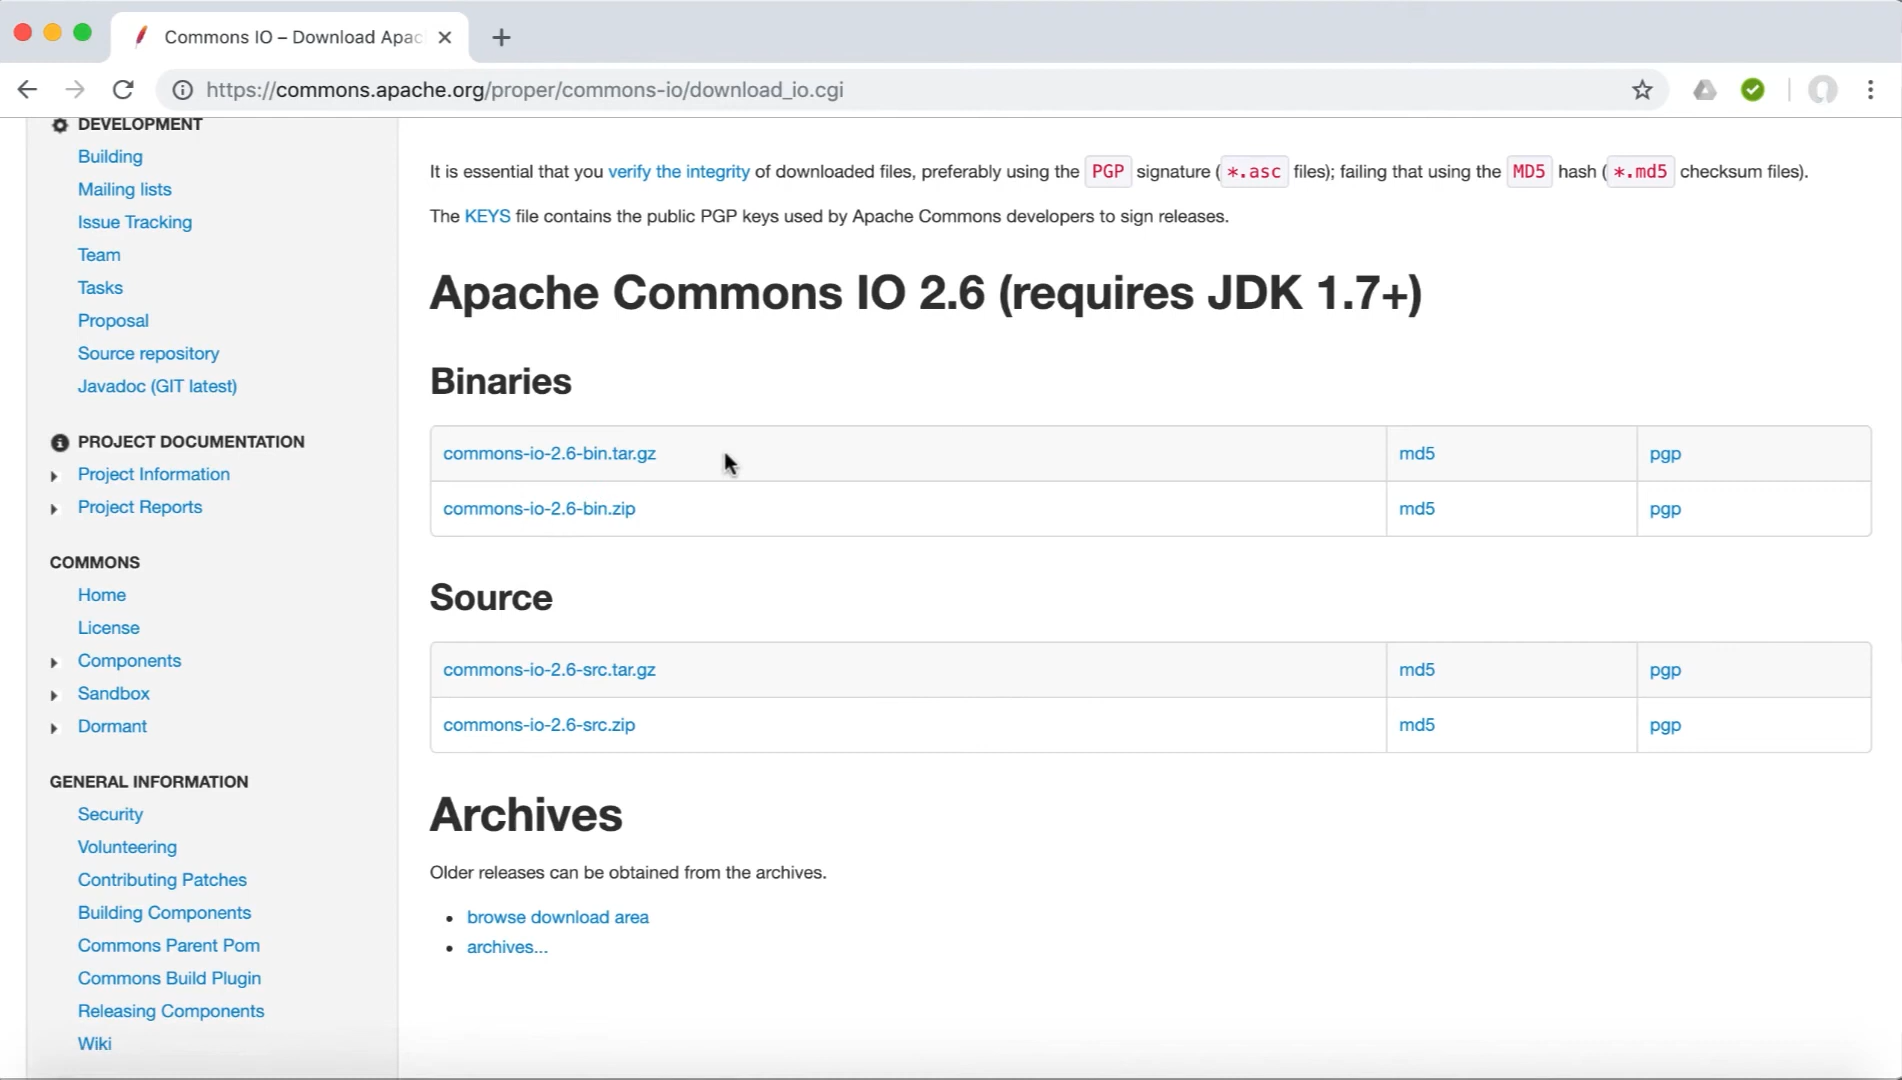 Commons IO – Download Apac
https://commons.apache.org/proper/commons-io/download_io.cgi
DEVELOPMENT
Building
Mailing lists
Issue Tracking
Team
Tasks
Proposal
Source repository
Javadoc (GIT latest)
PROJECT DOCUMENTATION
Project Information
Project Reports
COMMONS
Home
License
Components
Sandbox
Dormant
GENERAL INFORMATION
Security
Volunteering
Contributing Patches
Building Components
Commons Parent Pom
Commons Build Plugin
Releasing Components
Wiki
It is essential that you verify the integrity of downloaded files, preferably using the PGP signature (*.asc files); failing that using the MD5 hash (*.md5 checksum files).
The KEYS file contains the public PGP keys used by Apache Commons developers to sign releases.
Apache Commons IO 2.6 (requires JDK 1.7+)
Binaries
commons-io-2.6-bin.tar.gz md5 pgp
commons-io-2.6-bin.zip md5 pgp
Source
commons-io-2.6-src.tar.gz md5 pgp
commons-io-2.6-src.zip md5 pgp
Archives
Older releases can be obtained from the archives.
browse download area
archives...